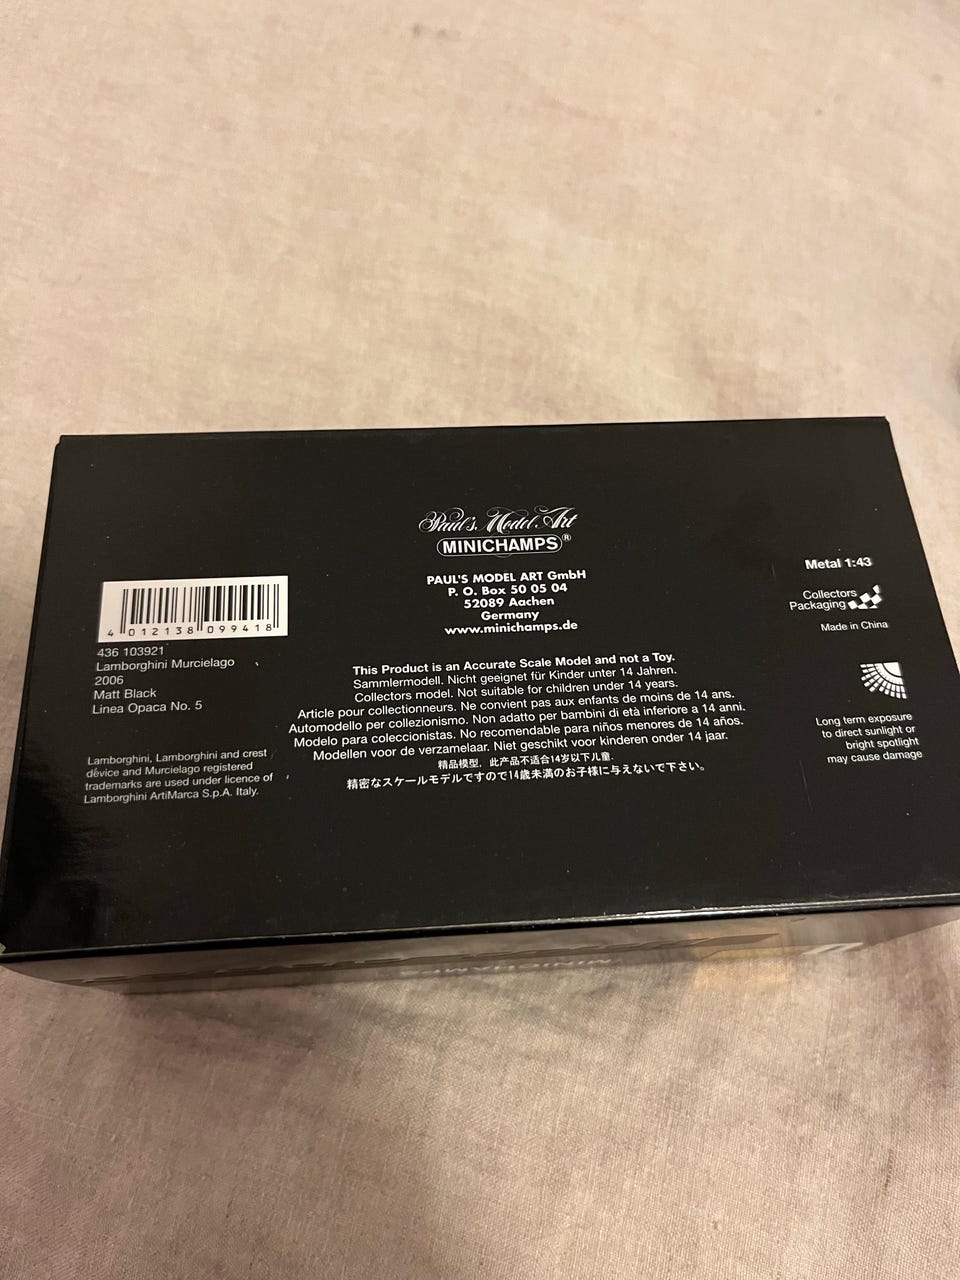 Paul's Model Art
MINICHAMPS®
PAUL'S MODEL ART GmbH
P. O. Box 50 05 04
52089 Aachen
Germany
www.minichamps.de
4 012138 099418
436 103921
Lamborghini Murcielago
2006
Matt Black
Linea Opaca No. 5
Lamborghini, Lamborghini and crest
device and Murcielago registered
trademarks are used under licence of
Lamborghini ArtiMarca S.p.A. Italy.
This Product is an Accurate Scale Model and not a Toy.
Sammlermodell. Nicht geeignet für Kinder unter 14 Jahren.
Collectors model. Not suitable for children under 14 years.
Article pour collectionneurs. Ne convient pas aux enfants de moins de 14 ans.
Automodello per collezionismo. Non adatto per bambini di età inferiore a 14 anni.
Modelo para coleccionistas. No recomendable para niños menores de 14 años.
Modellen voor de verzamelaar. Niet geschikt voor kinderen onder 14 jaar.
精品模型. 此产品不适合14岁以下儿童.
精密なスケールモデルですので14歳未満のお子様に与えないで下さい。
Metal 1:43
Collectors
Packaging
Made in China
Long term exposure
to direct sunlight or
bright spotlight
may cause damage
MINICHAMPS